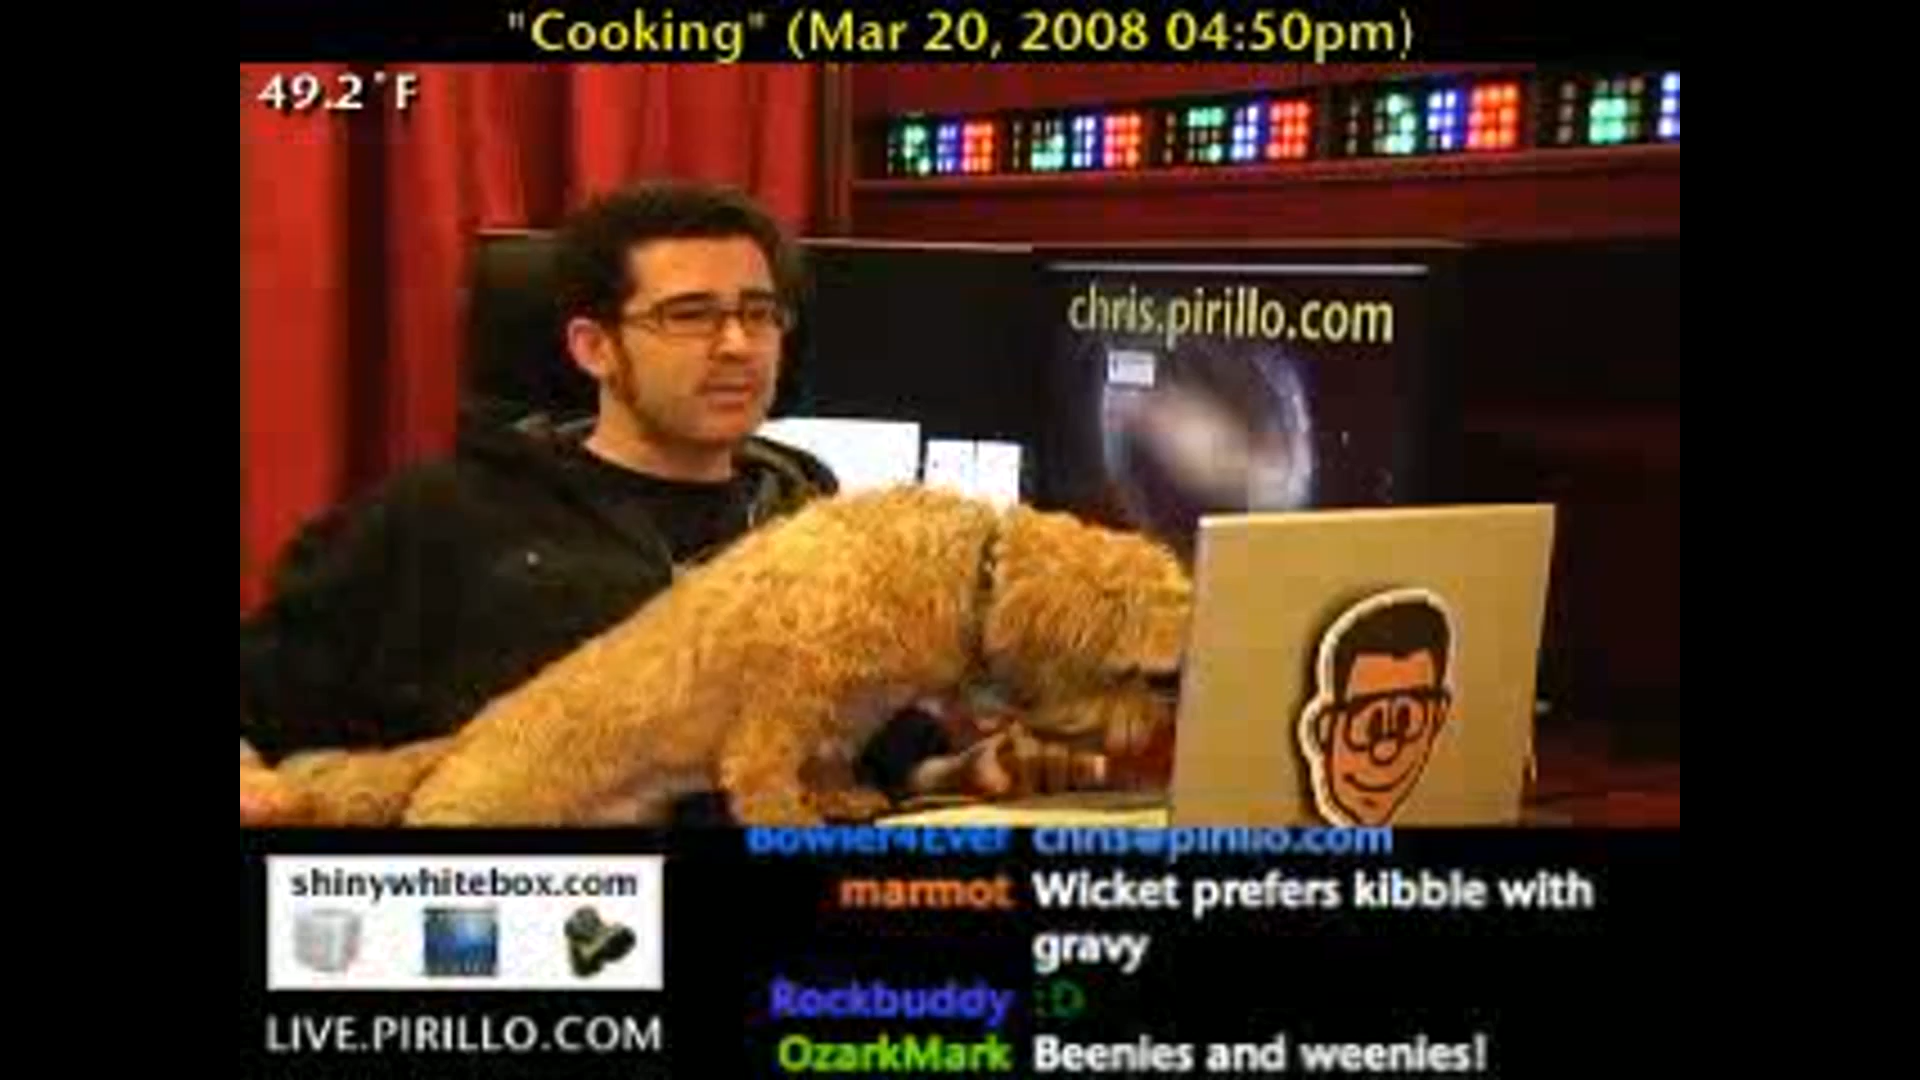 "Cooking" (Mar 20, 2008 04:50pm)
49.2°F
chris.pirillo.com
Bowler4Ever chris@pirillo.com
shinywhitebox.com
marmot Wicket prefers kibble with
gravy
Rockbuddy :D
LIVE.PIRILLO.COM
OzarkMark Beenies and weenies!